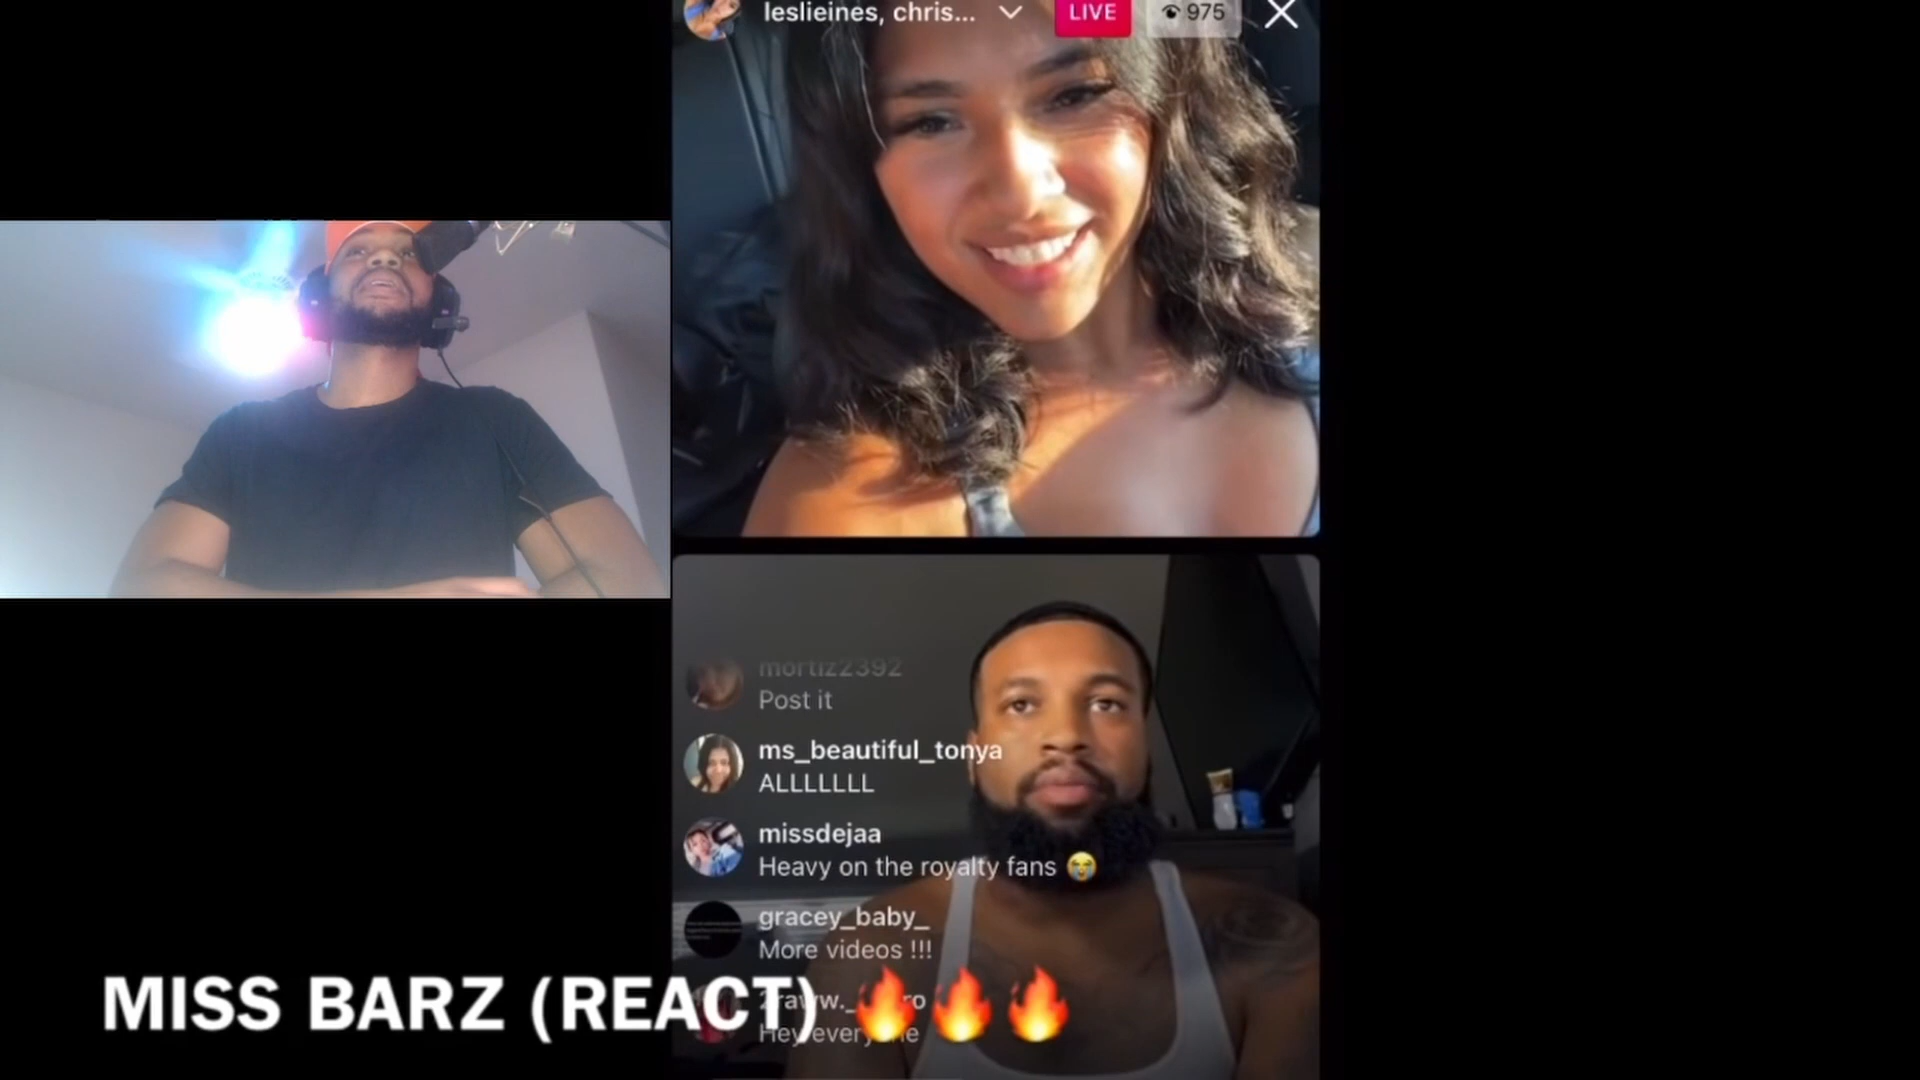 leslieines, chris...
LIVE
975
mortiz2392
Post it
ms_beautiful_tonya
ALLLLLLL
missdejaa
Heavy on the royalty fans 😭
gracey_baby_
More videos !!!
MISS BARZ (REACT) 🔥🔥🔥